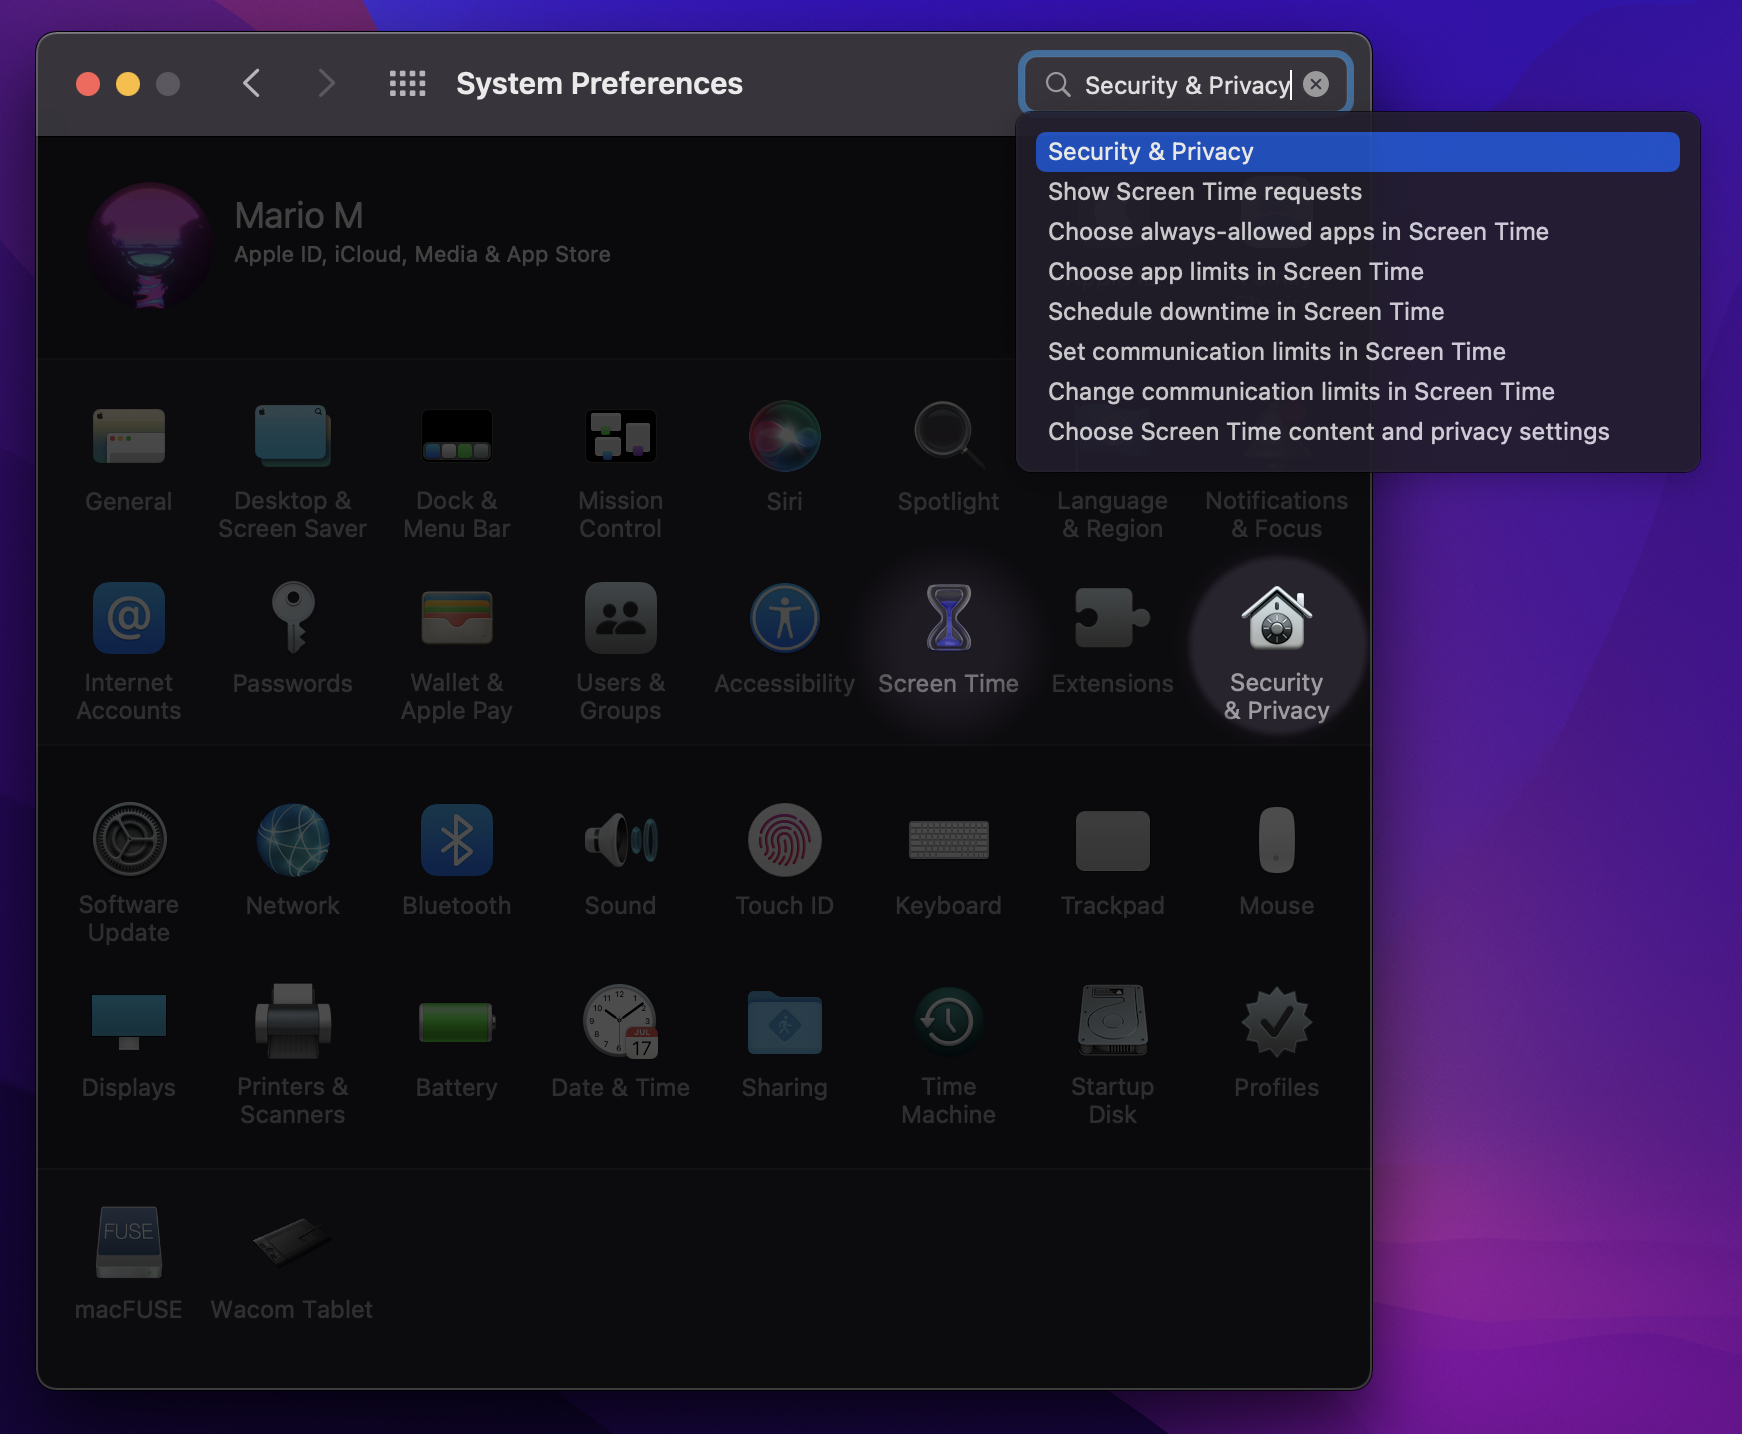 System Preferences
Security & Privacy
Security & Privacy
Show Screen Time requests
Choose always-allowed apps in Screen Time
Choose app limits in Screen Time
Schedule downtime in Screen Time
Set communication limits in Screen Time
Change communication limits in Screen Time
Choose Screen Time content and privacy settings
Mario M
Apple ID, iCloud, Media & App Store
General
Desktop &
Screen Saver
Dock &
Menu Bar
Mission
Control
Siri
Spotlight
Language
& Region
Notifications
& Focus
@
Internet
Accounts
Passwords
Wallet &
Apple Pay
Users &
Groups
Accessibility
Screen Time
Extensions
Security
& Privacy
Software
Update
Network
Bluetooth
Sound
Touch ID
Keyboard
Trackpad
Mouse
Displays
Printers &
Scanners
Battery
JUL
17
Date & Time
Sharing
Time
Machine
Startup
Disk
Profiles
FUSE
macFUSE
Wacom Tablet